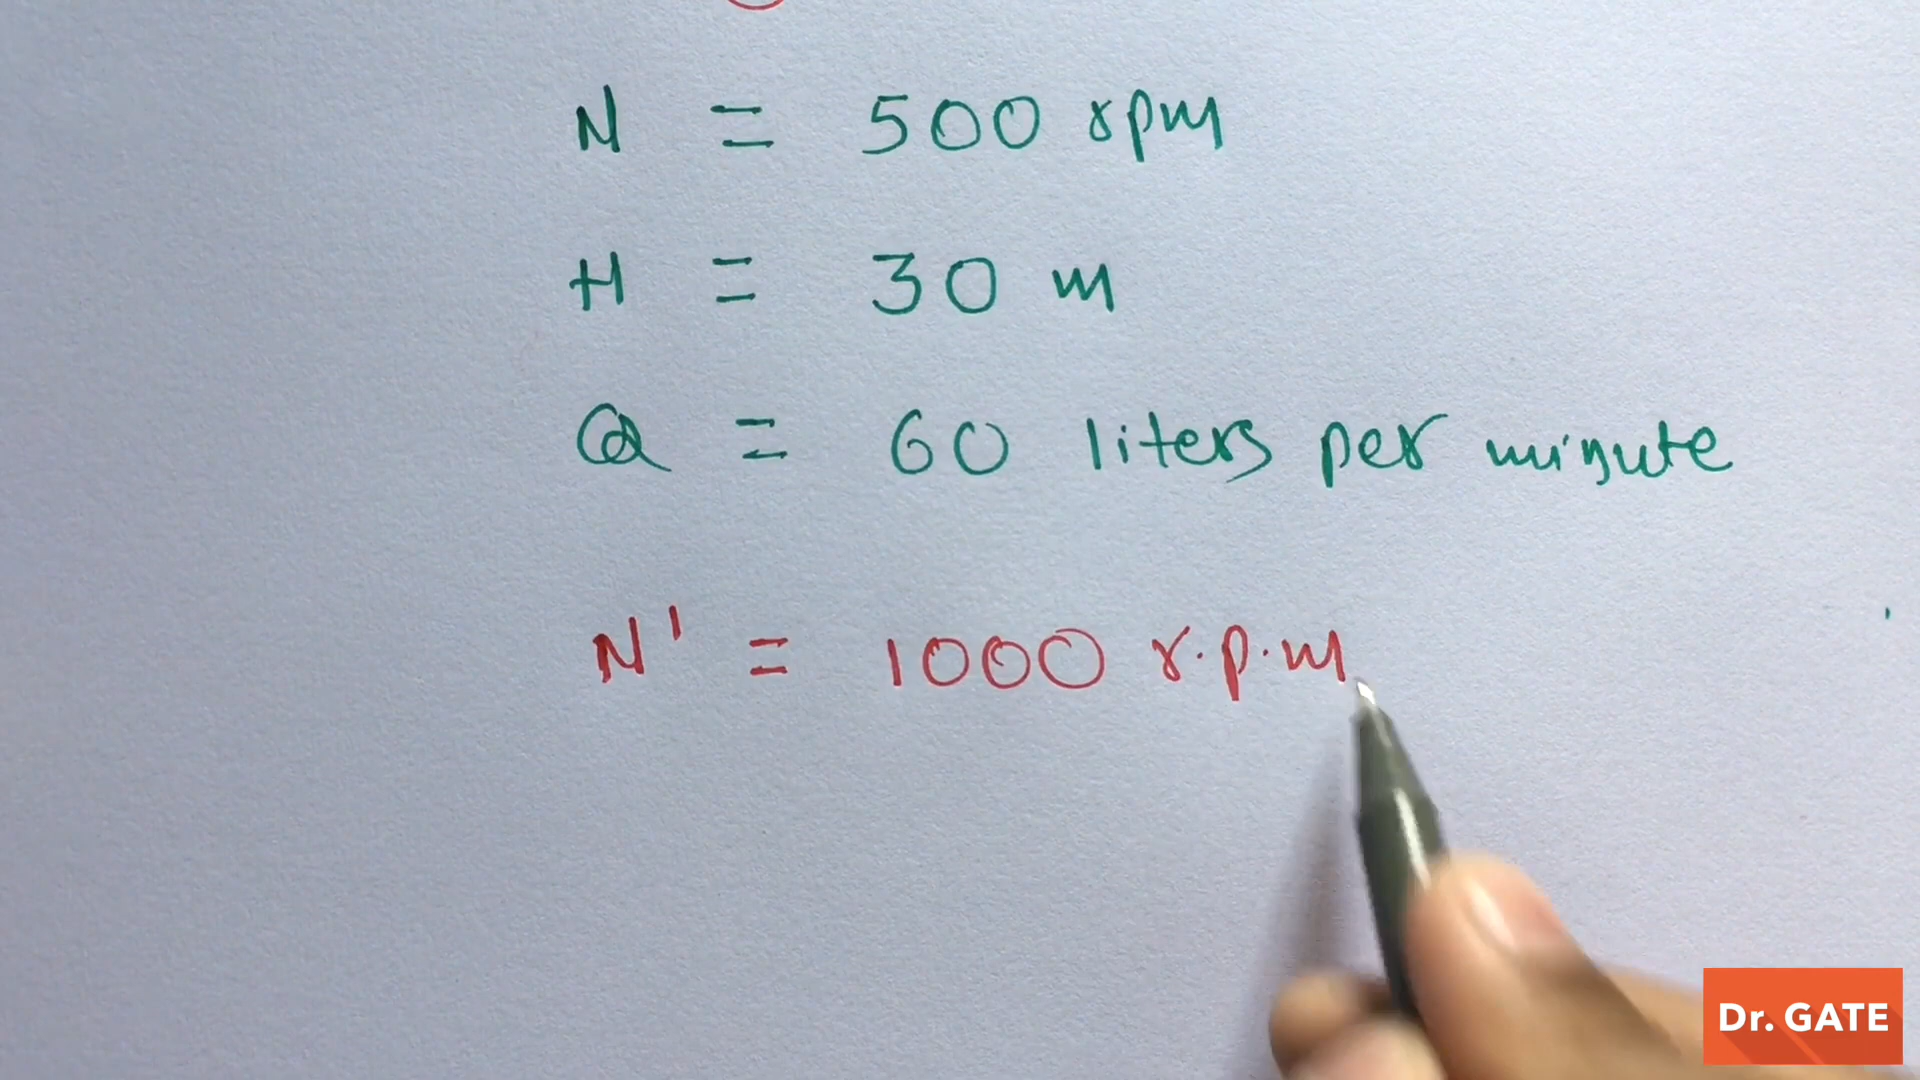 N = 500 rpm
H = 30 m
Q = 60 liters per minute
N' = 1000 r.p.m
Dr. GATE